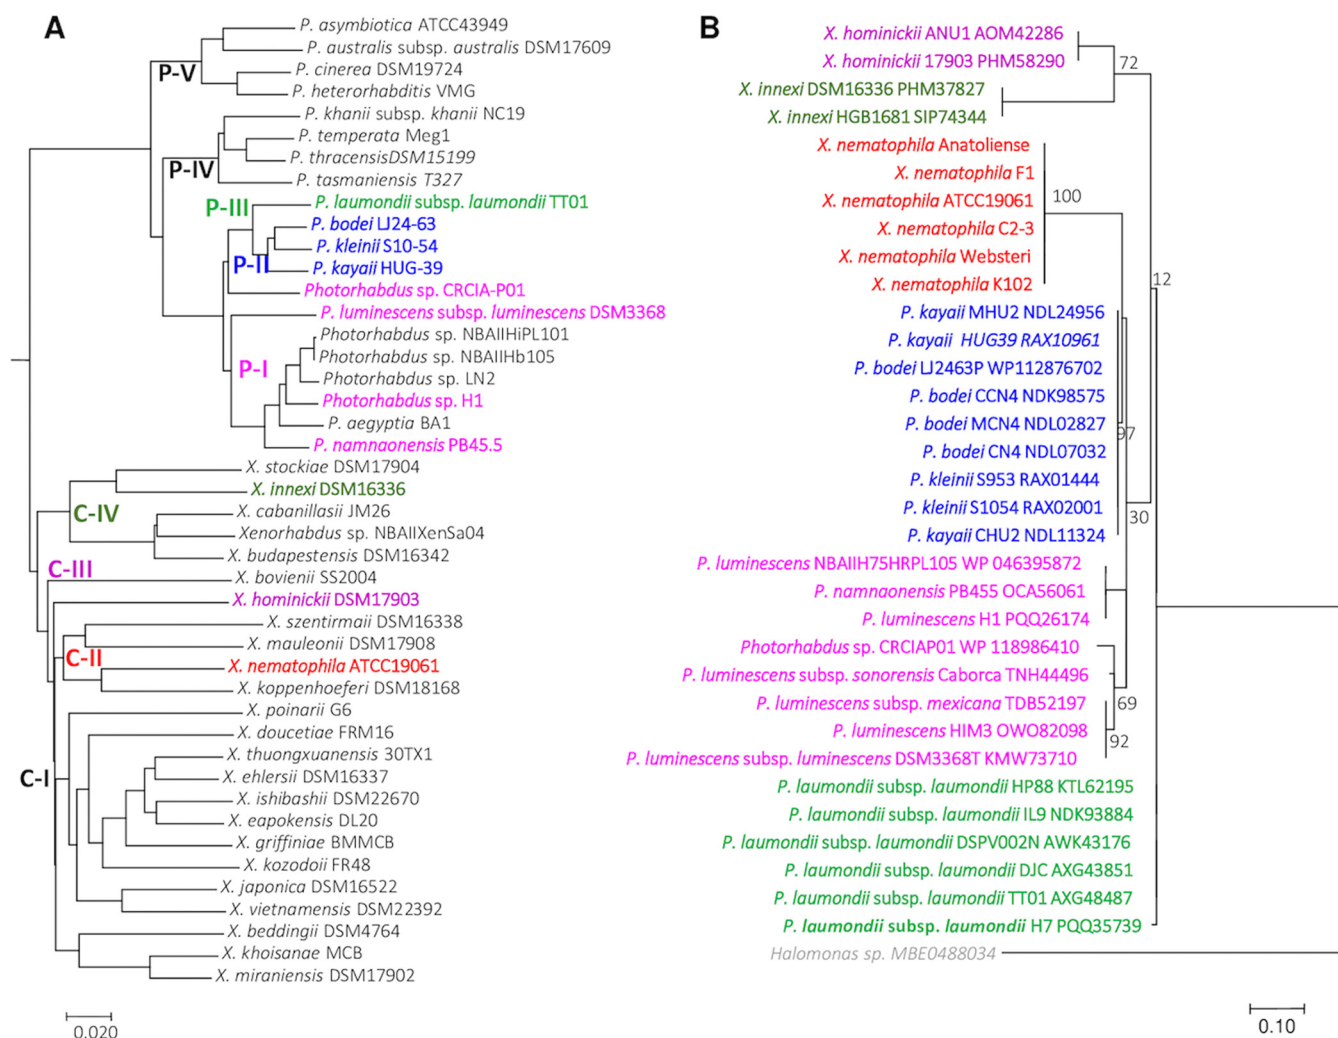 A
P. asymbiotica ATCC43949
P. australis subsp. australis DSM17609
P-V
P. cinerea DSM19724
P. heterorhabditis VMG
P. khanii subsp. khanii NC19
P. temperata Meg1
P. thracensisDSM15199
P-IV
P. tasmaniensis T327
P-III
P. laumondii subsp. laumondii TT01
P. bodei LJ24-63
P. kleinii S10-54
P-II
P. kayaii HUG-39
Photorhabdus sp. CRCIA-P01
P. luminescens subsp. luminescens DSM3368
Photorhabdus sp. NBAIIHiPL101
Photorhabdus sp. NBAIIHb105
P-I
Photorhabdus sp. LN2
Photorhabdus sp. H1
P. aegyptia BA1
P. namnaonensis PB45.5
X. stockiae DSM17904
X. innexi DSM16336
C-IV
X. cabanillasii JM26
Xenorhabdus sp. NBAIIXenSa04
X. budapestensis DSM16342
C-III
X. bovienii SS2004
X. hominickii DSM17903
X. szentirmaii DSM16338
X. mauleonii DSM17908
C-II
X. nematophila ATCC19061
X. koppenhoeferi DSM18168
X. poinarii G6
X. doucetiae FRM16
X. thuongxuanensis 30TX1
C-I
X. ehlersii DSM16337
X. ishibashii DSM22670
X. eapokensis DL20
X. griffiniae BMMCB
X. kozodoii FR48
X. japonica DSM16522
X. vietnamensis DSM22392
X. beddingii DSM4764
X. khoisanae MCB
X. miraniensis DSM17902
0.020
B
X. hominickii ANU1 AOM42286
X. hominickii 17903 PHM58290
72
X. innexi DSM16336 PHM37827
X. innexi HGB1681 SIP74344
X. nematophila Anatoliense
X. nematophila F1
100
X. nematophila ATCC19061
X. nematophila C2-3
X. nematophila Websteri
12
X. nematophila K102
P. kayaii MHU2 NDL24956
P. kayaii HUG39 RAX10961
P. bodei LJ2463P WP112876702
P. bodei CCN4 NDK98575
P. bodei MCN4 NDL02827
97
P. bodei CN4 NDL07032
P. kleinii S953 RAX01444
P. kleinii S1054 RAX02001
30
P. kayaii CHU2 NDL11324
P. luminescens NBAIIH75HRPL105 WP 046395872
P. namnaonensis PB455 OCA56061
P. luminescens H1 PQQ26174
Photorhabdus sp. CRCIAP01 WP 118986410
P. luminescens subsp. sonorensis Caborca TNH44496
P. luminescens subsp. mexicana TDB52197
69
P. luminescens HIM3 OWO82098
92
P. luminescens subsp. luminescens DSM3368T KMW73710
P. laumondii subsp. laumondii HP88 KTL62195
P. laumondii subsp. laumondii IL9 NDK93884
P. laumondii subsp. laumondii DSPV002N AWK43176
P. laumondii subsp. laumondii DJC AXG43851
P. laumondii subsp. laumondii TT01 AXG48487
P. laumondii subsp. laumondii H7 PQQ35739
Halomonas sp. MBE0488034
0.10